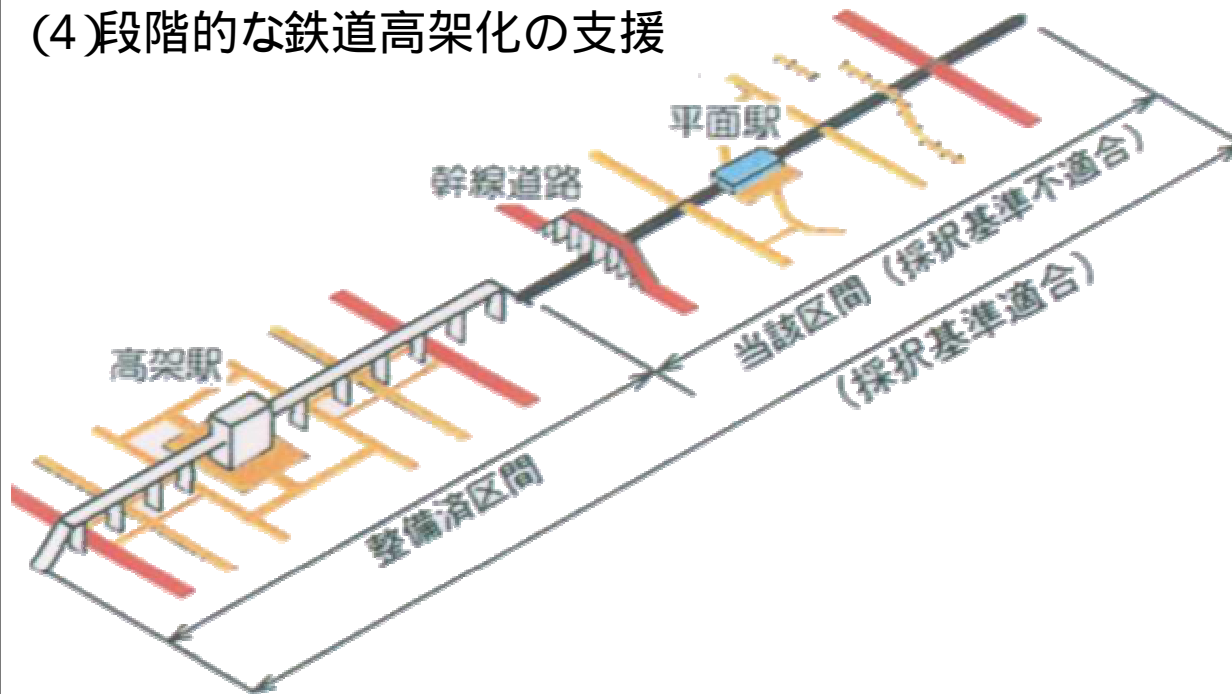 (4)段階的な鉄道高架化の支援
平面駅
幹線道路
高架駅
当該区間(採択基準不適合)
(採択基準適合)
整備済区間